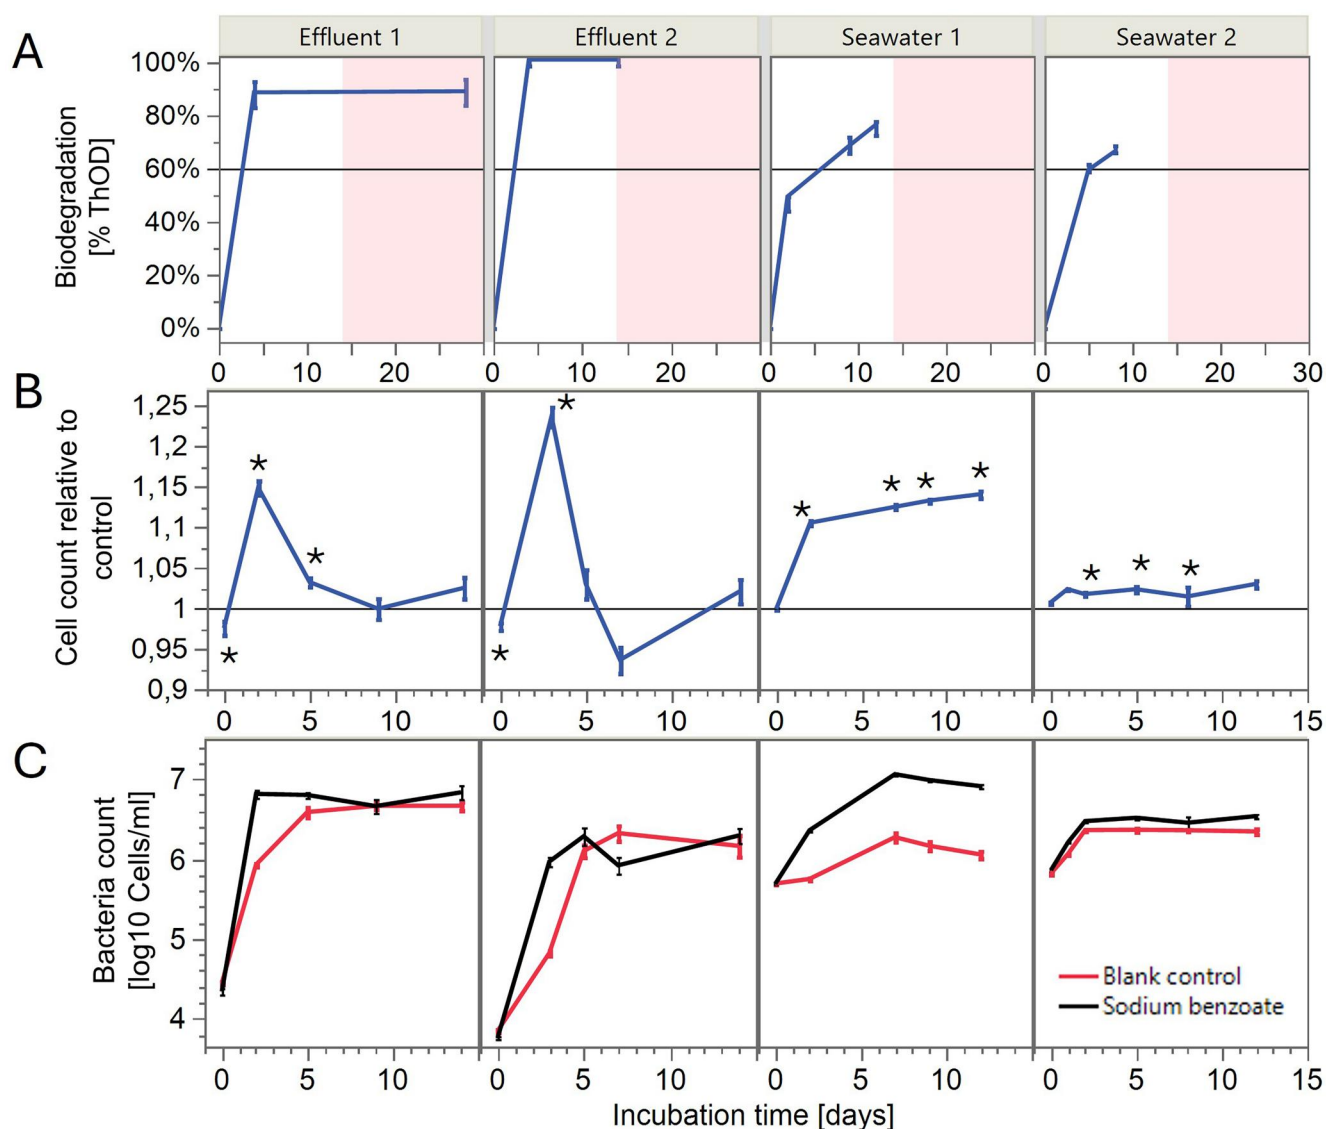 A
Effluent 1 Effluent 2 Seawater 1 Seawater 2
Biodegradation
[% ThOD]
100%
80%
60%
40%
20%
0%
0 10 20 0 10 20 0 10 20 0 10 20 30
B
Cell count relative to
control
1,25
1,2
1,15
1,1
1,05
1
0,95
0,9
* * *
* *
* * * *
* * *
0 5 10 0 5 10 0 5 10 0 5 10 15
C
Bacteria count
[log10 Cells/ml]
7
6
5
4
Blank control
Sodium benzoate
0 5 10 0 5 10 0 5 10 0 5 10 15
Incubation time [days]